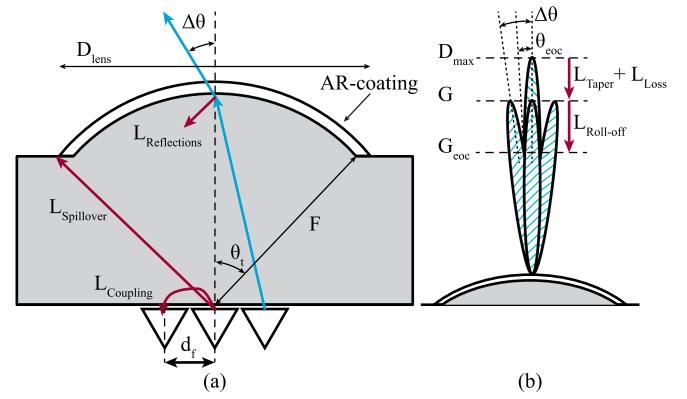 Δθ
D_lens
AR-coating
L_Reflections
L_Spillover
F
θ_t
L_Coupling
d_f
(a)
Δθ
θ_eoc
D_max
L_Taper + L_Loss
G
L_Roll-off
G_eoc
(b)